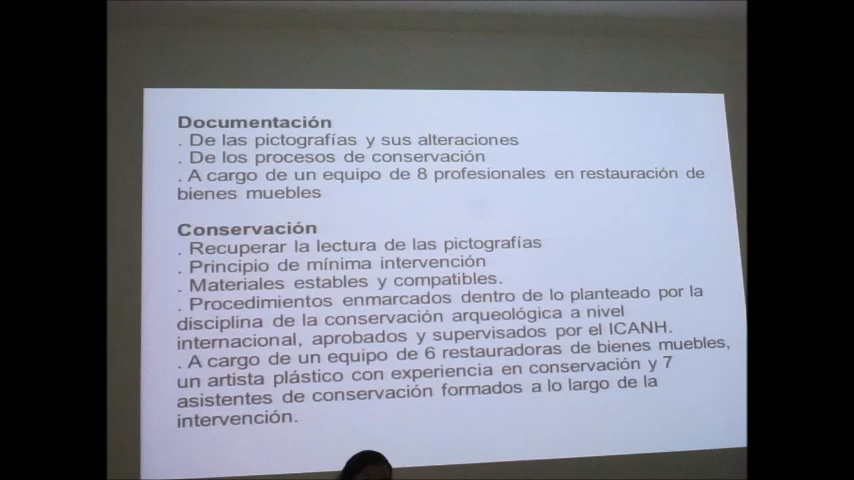 Documentación
. De las pictografías y sus alteraciones
. De los procesos de conservación
. A cargo de un equipo de 8 profesionales en restauración de
bienes muebles
Conservación
. Recuperar la lectura de las pictografías
. Principio de mínima intervención
. Materiales estables y compatibles.
. Procedimientos enmarcados dentro de lo planteado por la
disciplina de la conservación arqueológica a nivel
internacional, aprobados y supervisados por el ICANH.
. A cargo de un equipo de 6 restauradoras de bienes muebles,
un artista plástico con experiencia en conservación y 7
asistentes de conservación formados a lo largo de la
intervención.